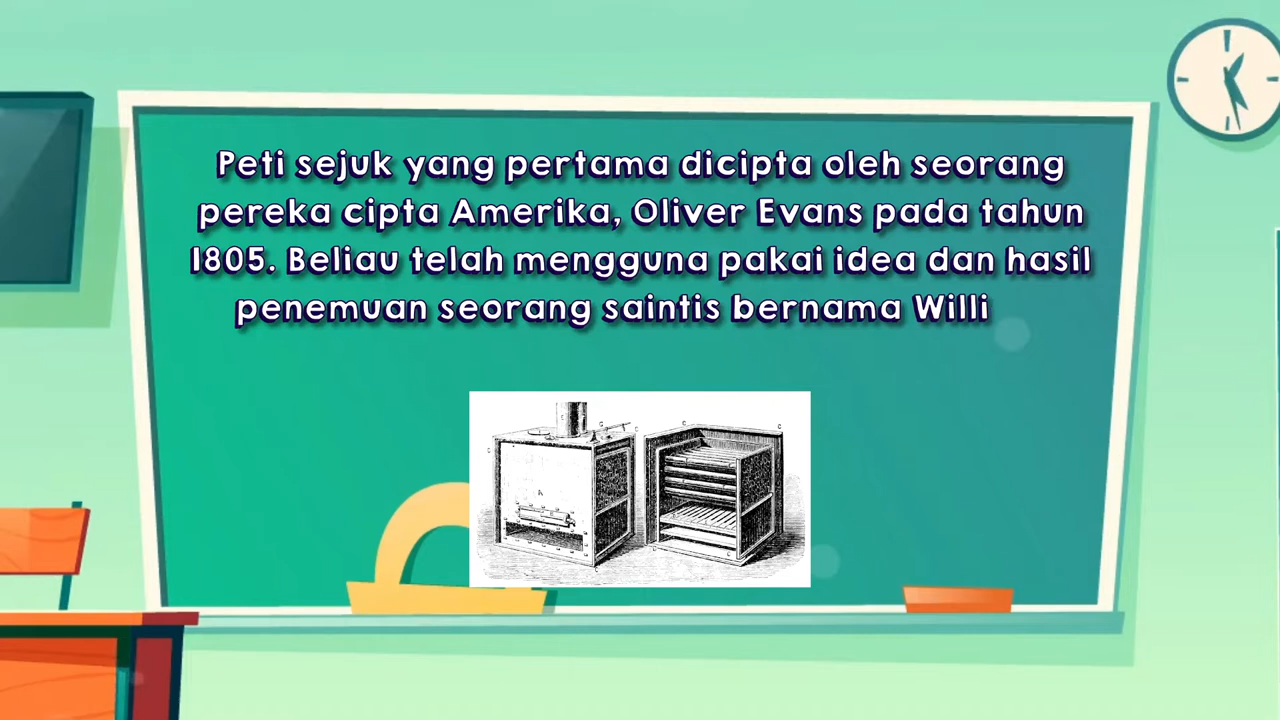 Peti sejuk yang pertama dicipta oleh seorang
pereka cipta Amerika, Oliver Evans pada tahun
1805. Beliau telah mengguna pakai idea dan hasil
penemuan seorang saintis bernama Willi